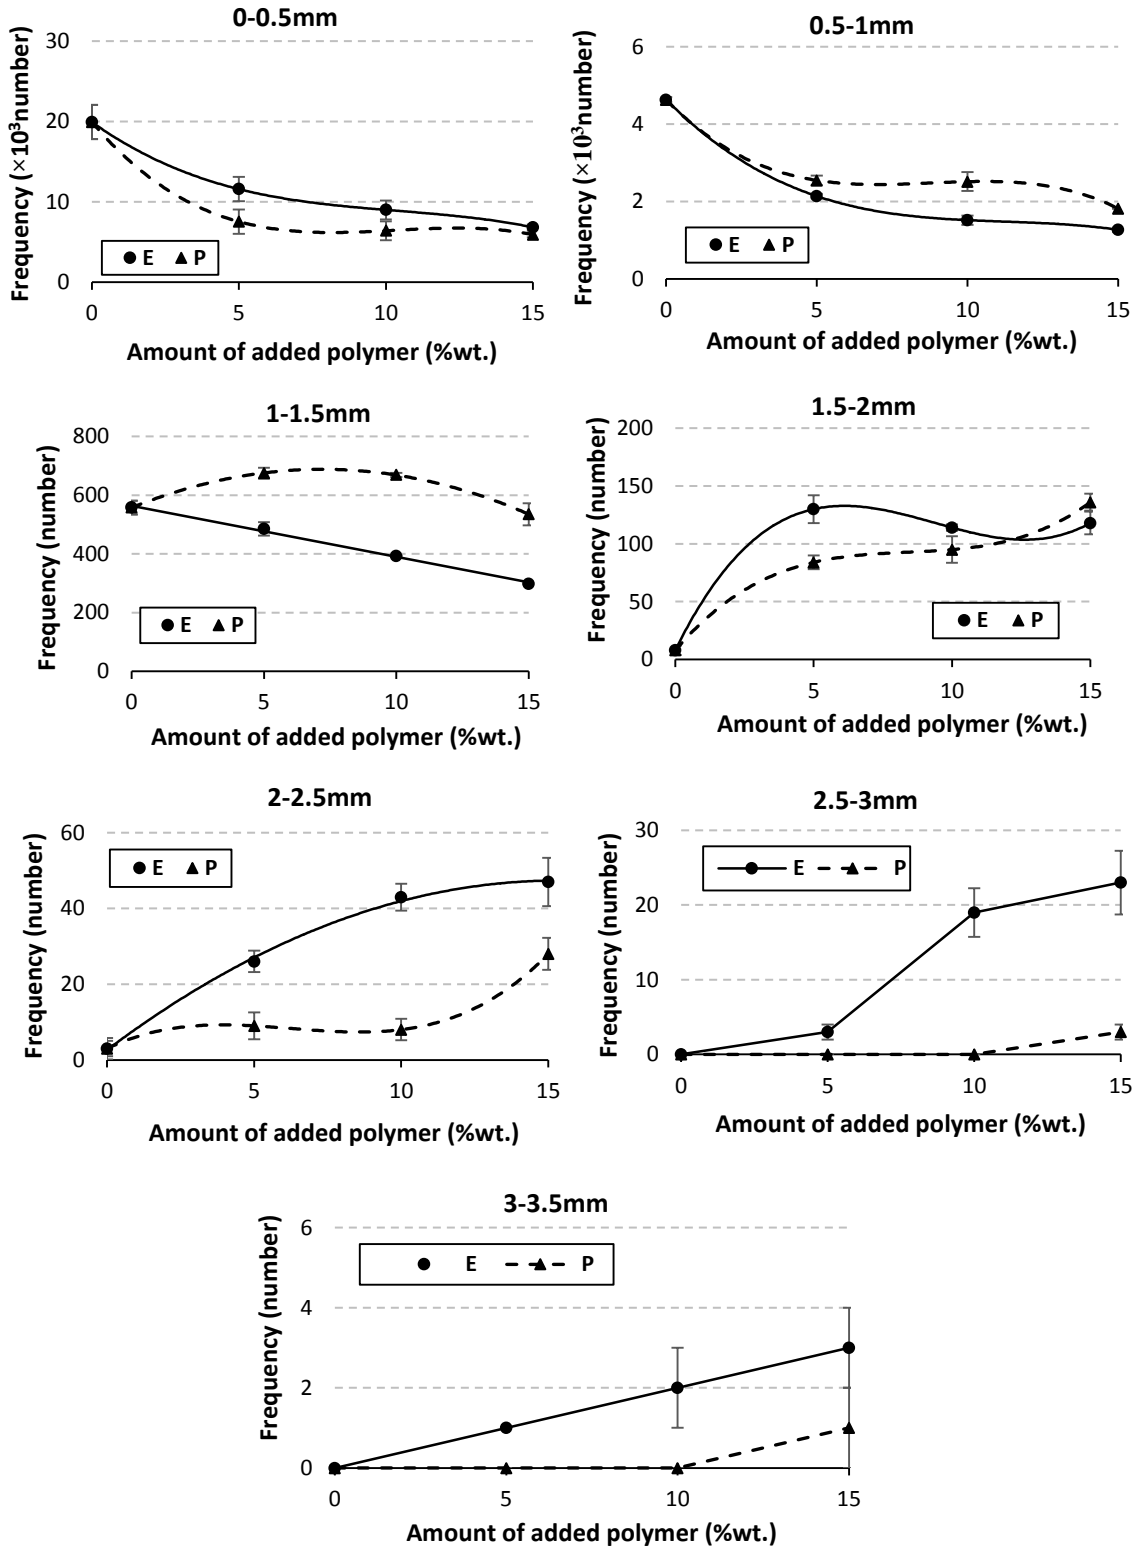 0-0.5mm
Frequency (×10³number)
30
20
10
0
E P
0 5 10 15
Amount of added polymer (%wt.)
0.5-1mm
Frequency (×10³number)
6
4
2
0
E P
0 5 10 15
Amount of added polymer (%wt.)
1-1.5mm
Frequency (number)
800
600
400
200
0
E P
0 5 10 15
Amount of added polymer (%wt.)
1.5-2mm
Frequency (number)
200
150
100
50
0
E P
0 5 10 15
Amount of added polymer (%wt.)
2-2.5mm
Frequency (number)
60
40
20
0
E P
0 5 10 15
Amount of added polymer (%wt.)
2.5-3mm
Frequency (number)
30
20
10
0
E P
0 5 10 15
Amount of added polymer (%wt.)
3-3.5mm
Frequency (number)
6
4
2
0
E P
0 5 10 15
Amount of added polymer (%wt.)